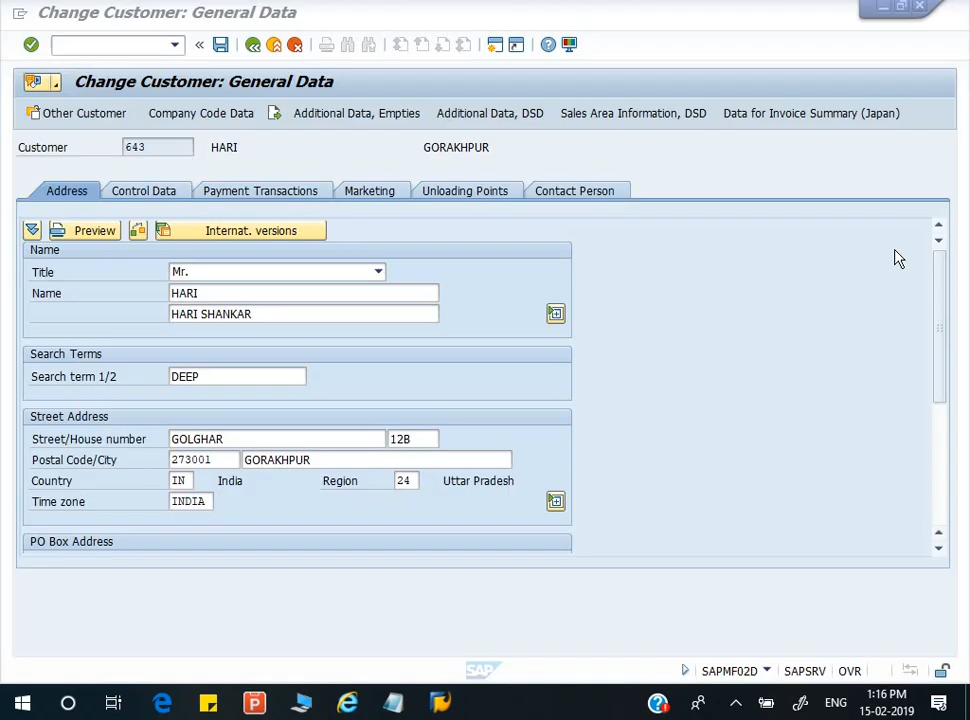 Change Customer: General Data
Change Customer: General Data
Other Customer Company Code Data Additional Data, Empties Additional Data, DSD Sales Area Information, DSD Data for Invoice Summary (Japan)
Customer 643 HARI GORAKHPUR
Address Control Data Payment Transactions Marketing Unloading Points Contact Person
Preview Internat. versions
Name
Title Mr.
Name HARI
HARI SHANKAR
Search Terms
Search term 1/2 DEEP
Street Address
Street/House number GOLGHAR 12B
Postal Code/City 273001 GORAKHPUR
Country IN India Region 24 Uttar Pradesh
Time zone INDIA
PO Box Address
SAP SAPMF02D SAPSRV OVR
ENG 1:16 PM
15-02-2019